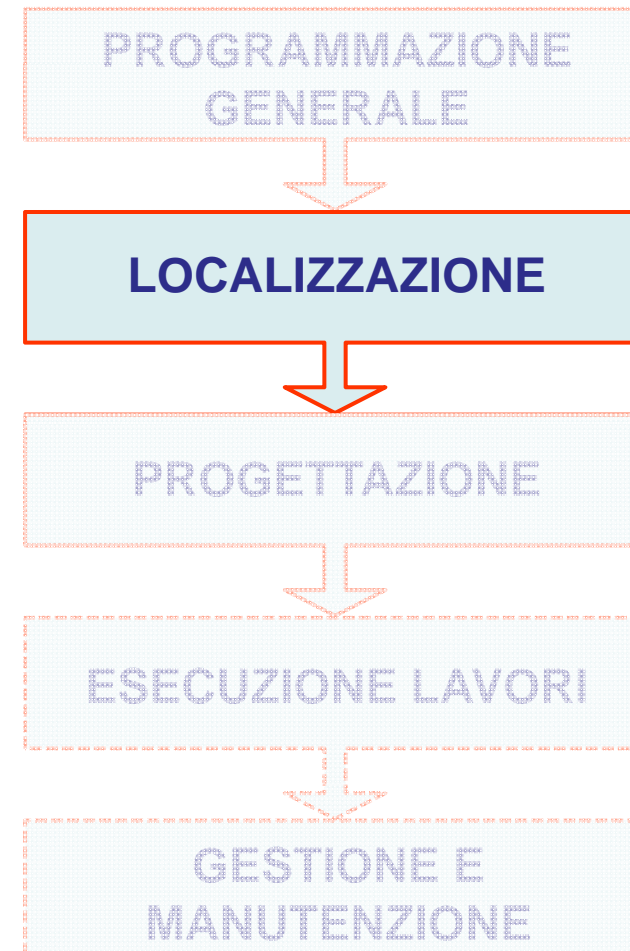 PROGRAMMAZIONE
GENERALE
LOCALIZZAZIONE
PROGETTAZIONE
ESECUZIONE LAVORI
GESTIONE E
MANUTENZIONE